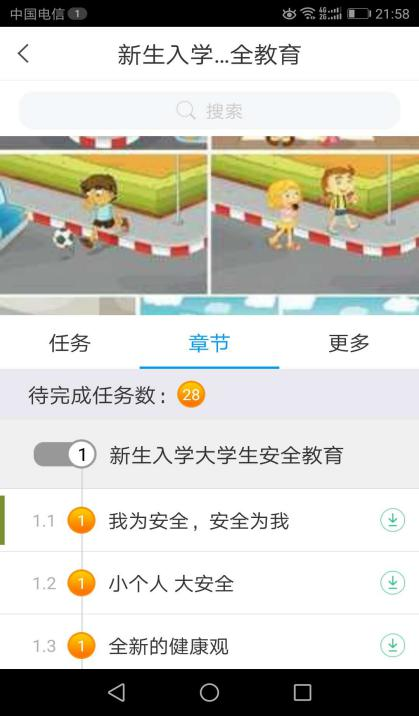 中国电信 1 4G 2G 21:58
新生入学...全教育
搜索
任务 章节 更多
待完成任务数：28
1 新生入学大学生安全教育
1.1 1 我为安全，安全为我
1.2 1 小个人 大安全
1.3 1 全新的健康观